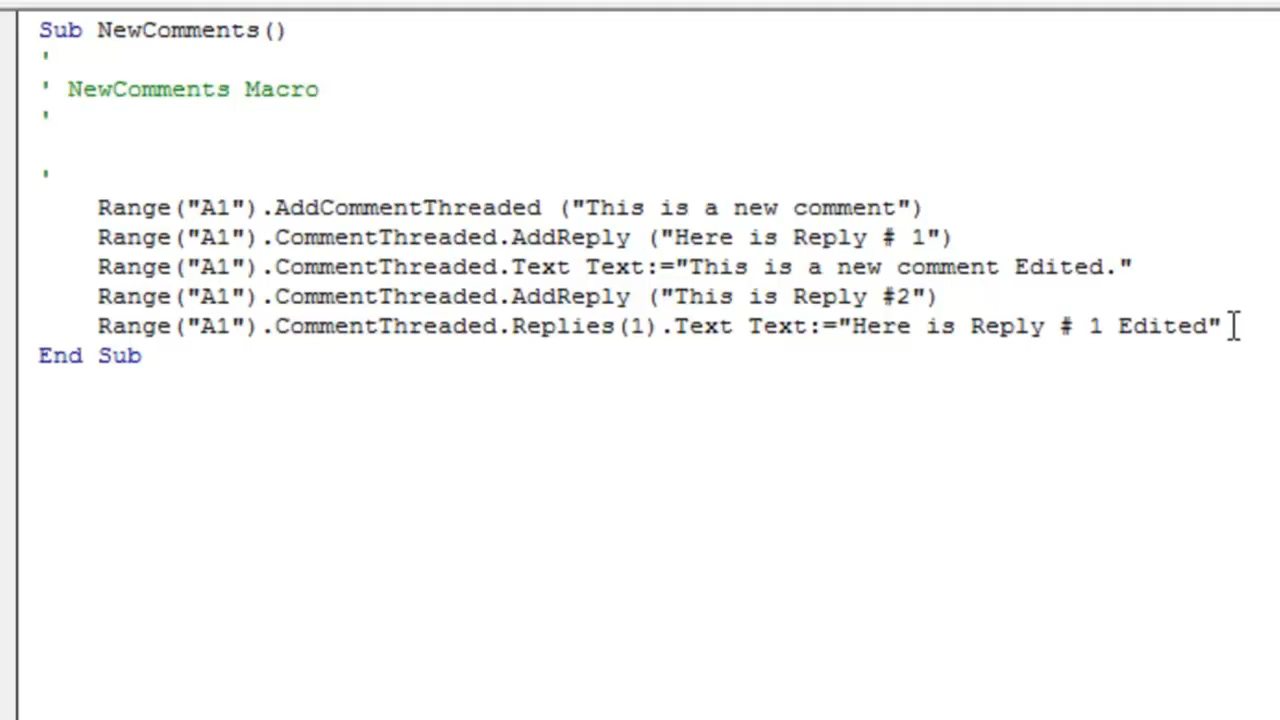 Sub NewComments()
'
' NewComments Macro
'
'
    Range("A1").AddCommentThreaded ("This is a new comment")
    Range("A1").CommentThreaded.AddReply ("Here is Reply # 1")
    Range("A1").CommentThreaded.Text Text:="This is a new comment Edited."
    Range("A1").CommentThreaded.AddReply ("This is Reply #2")
    Range("A1").CommentThreaded.Replies(1).Text Text:="Here is Reply # 1 Edited"
End Sub